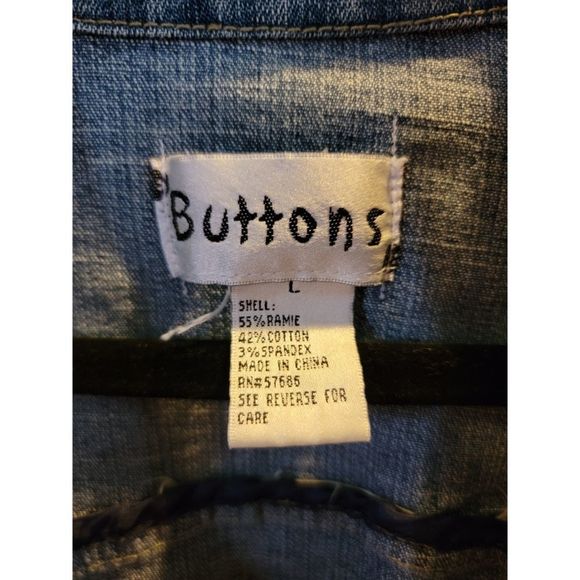 Buttons
L
SHELL:
55%RAMIE
42%COTTON
3%SPANDEX
MADE IN CHINA
RN#57686
SEE REVERSE FOR
CARE